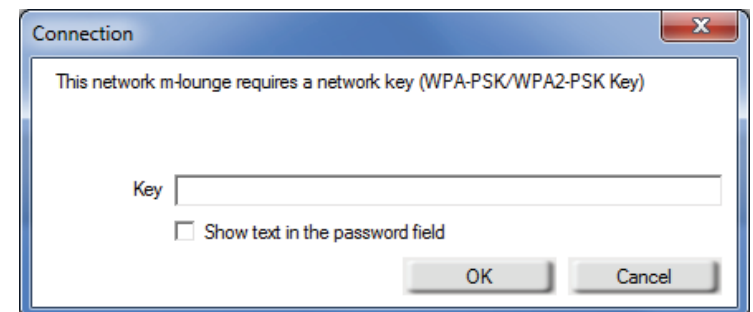 Connection
This network m-lounge requires a network key (WPA-PSK/WPA2-PSK Key)
Key
Show text in the password field
OK Cancel